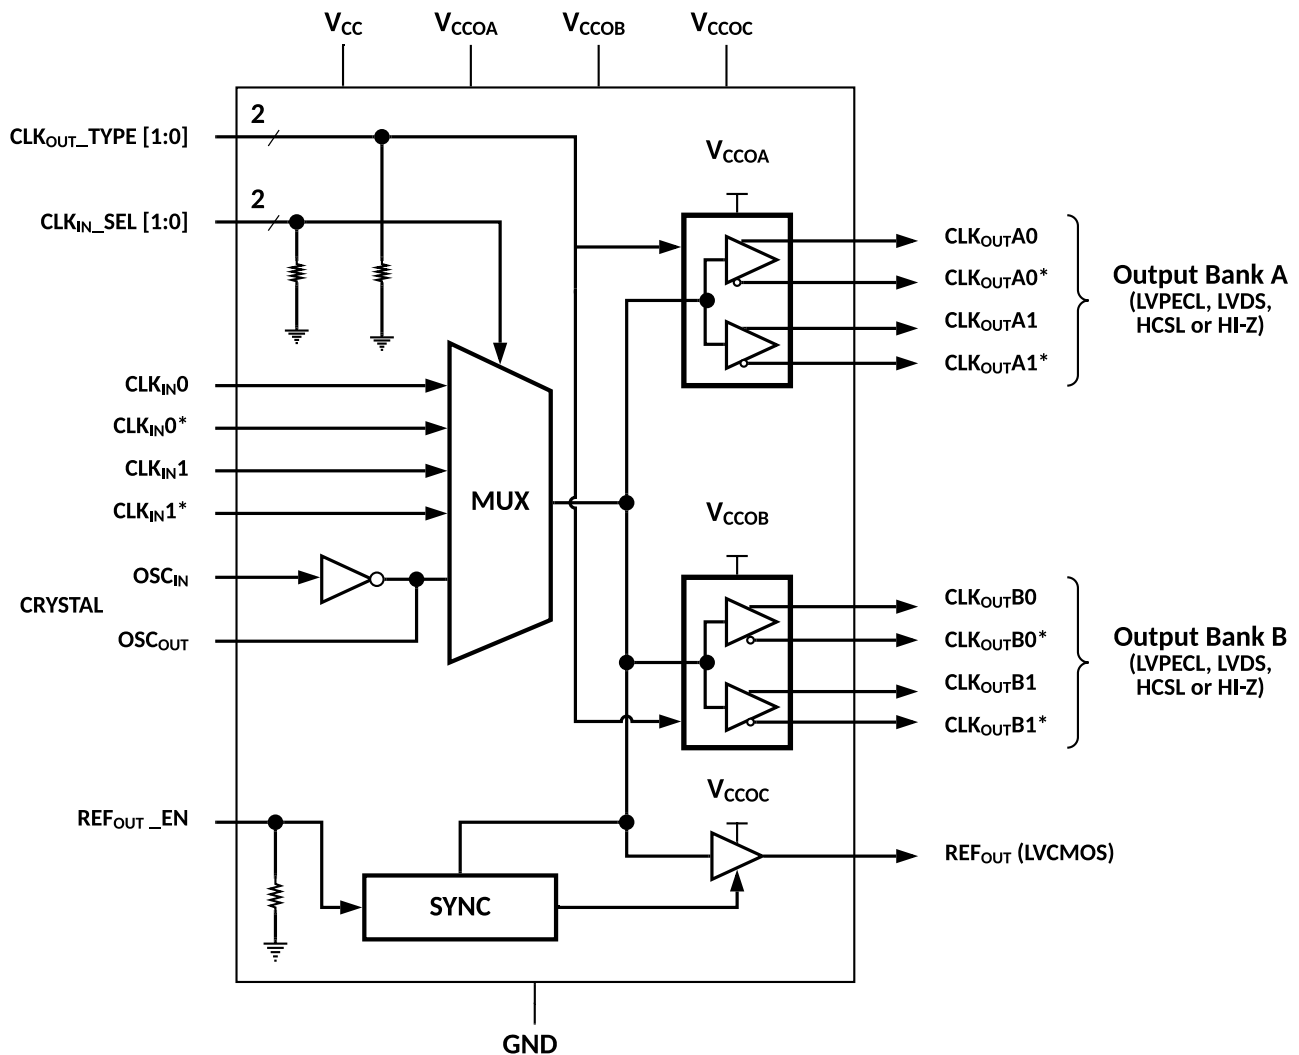 VCC
VCCOA
VCCOB
VCCOC
CLKOUT_TYPE [1:0]
2
CLKIN_SEL [1:0]
2
VCCOA
CLKOUTA0
CLKOUTA0*
CLKOUTA1
CLKOUTA1*
Output Bank A
(LVPECL, LVDS,
HCSL or HI-Z)
CLKIN0
CLKIN0*
CLKIN1
CLKIN1*
MUX
OSCIN
CRYSTAL
OSCOUT
VCCOB
CLKOUTB0
CLKOUTB0*
CLKOUTB1
CLKOUTB1*
Output Bank B
(LVPECL, LVDS,
HCSL or HI-Z)
REFOUT _EN
SYNC
VCCOC
REFOUT (LVCMOS)
GND